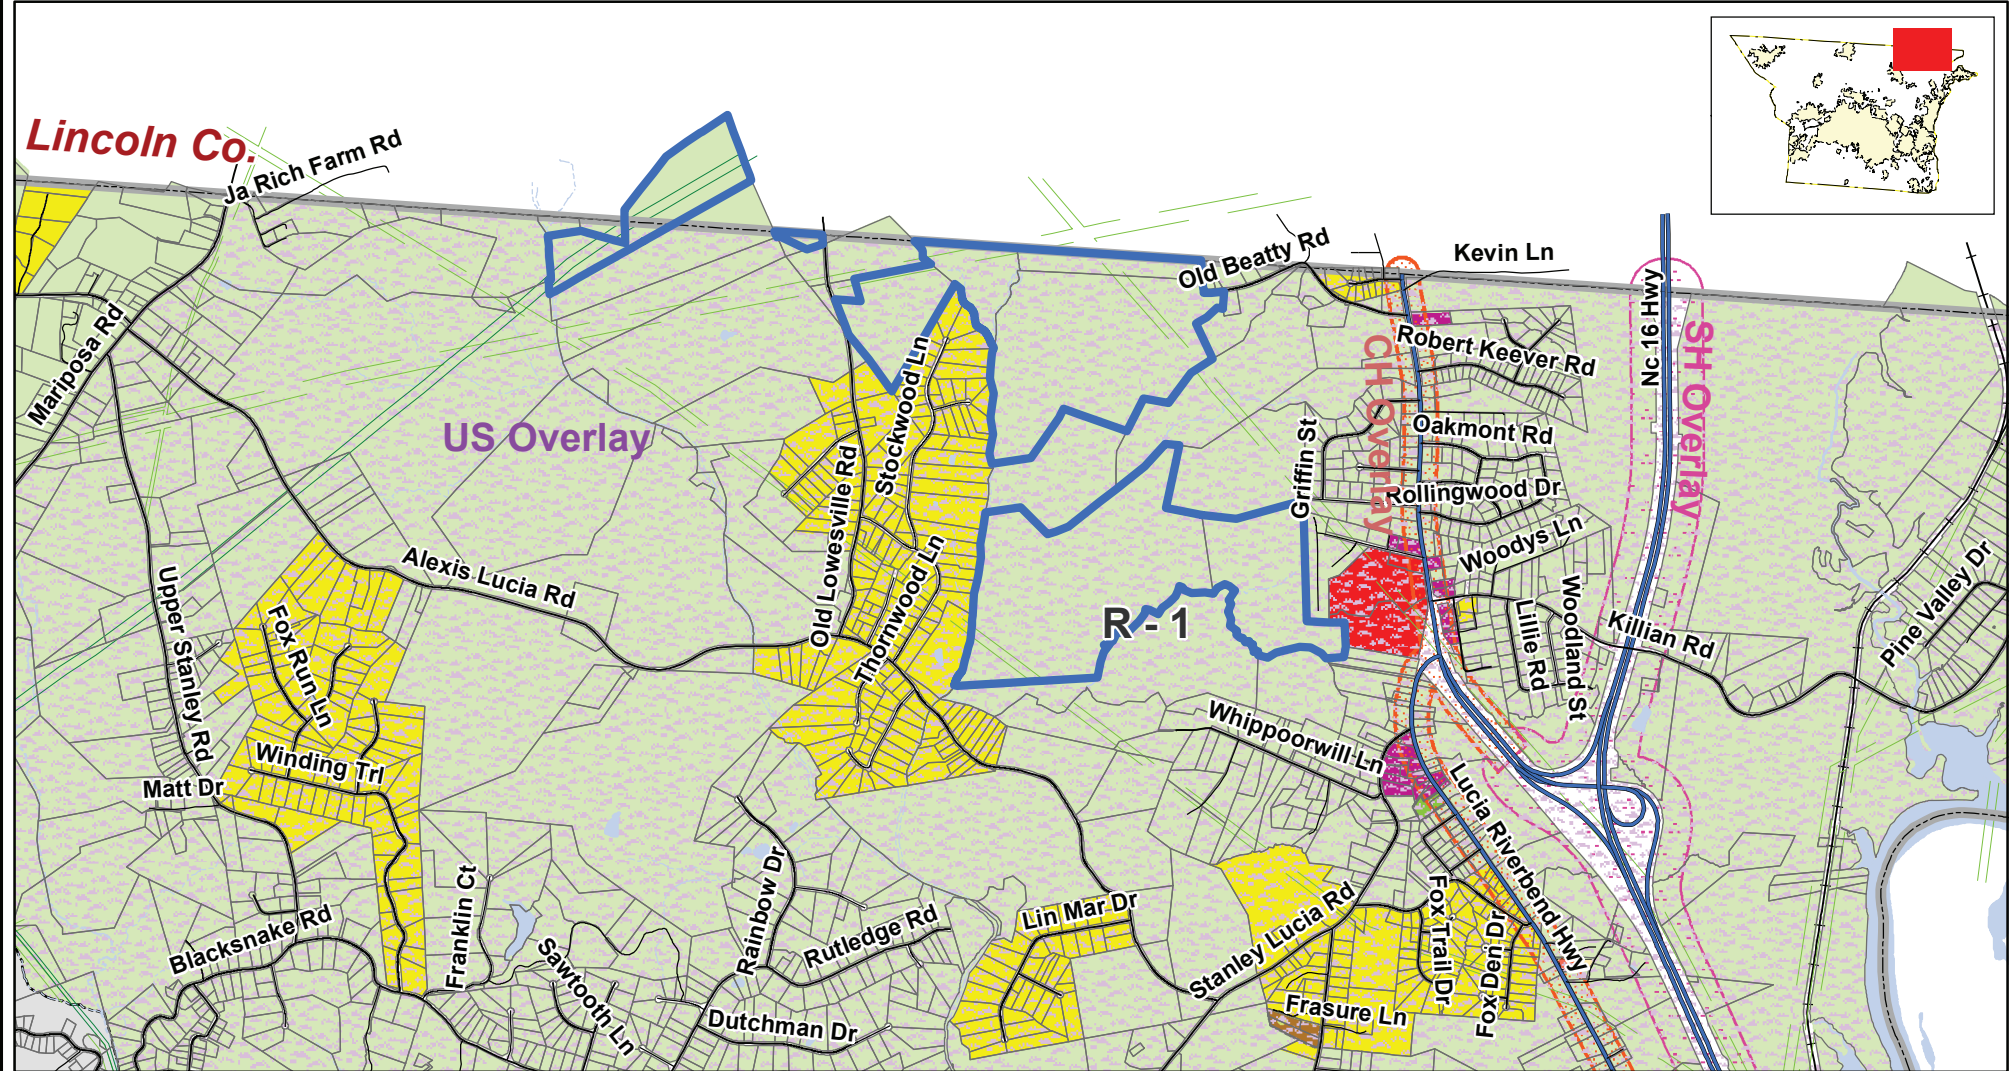 Lincoln Co.
Ja Rich Farm Rd
Kevin Ln
Old Beatty Rd
Nc 16 Hwy
SH Overlay
CH Overlay
Robert Keever Rd
Mariposa Rd
US Overlay
Stockwood Ln
Old Lowesville Rd
Griffin St
Oakmont Rd
Rollingwood Dr
Woodys Ln
Alexis Lucia Rd
Thornwood Ln
Upper Stanley Rd
Fox Run Ln
R - 1
Lillie Rd
Woodland St
Killian Rd
Pine Valley Dr
Whippoorwill Ln
Winding Trl
Matt Dr
Lucia Riverbend Hwy
Rainbow Dr
Franklin Ct
Blacksnake Rd
Sawtooth Ln
Rutledge Rd
Lin Mar Dr
Stanley Lucia Rd
Fox Trail Dr
Fox Den Dr
Dutchman Dr
Frasure Ln